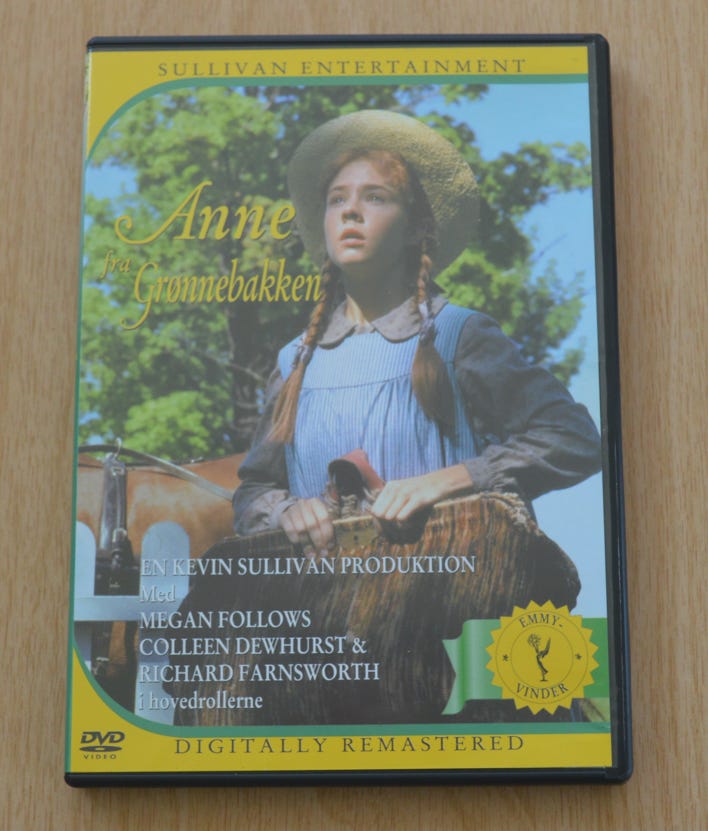 SULLIVAN ENTERTAINMENT
Anne
fra
Grønnebakken
EN KEVIN SULLIVAN PRODUKTION
Med
MEGAN FOLLOWS
COLLEEN DEWHURST &
RICHARD FARNSWORTH
i hovedrollerne
EMMY-
VINDER
DVD
VIDEO
DIGITALLY REMASTERED